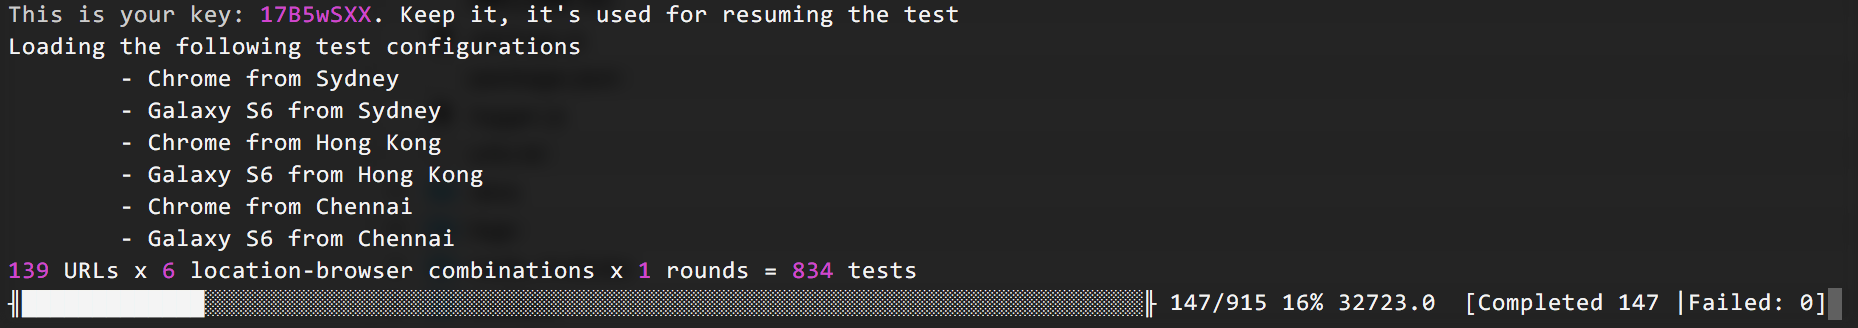 This is your key: 17B5wSXX. Keep it, it's used for resuming the test
Loading the following test configurations
- Chrome from Sydney
- Galaxy S6 from Sydney
- Chrome from Hong Kong
- Galaxy S6 from Hong Kong
- Chrome from Chennai
- Galaxy S6 from Chennai
139 URLs x 6 location-browser combinations x 1 rounds = 834 tests
147/915 16% 32723.0 [Completed 147 |Failed: 0]